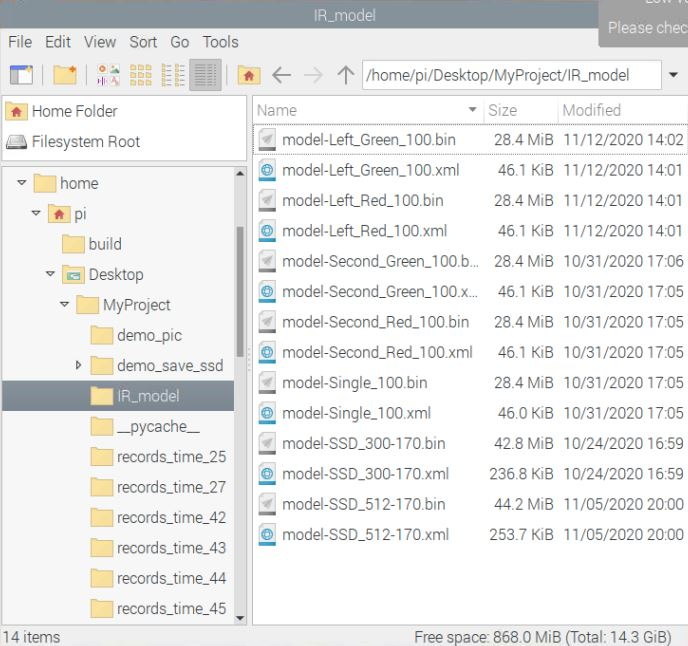 IR_model
Low vo
Please chec
File Edit View Sort Go Tools
/home/pi/Desktop/MyProject/IR_model
Home Folder
Filesystem Root
home
pi
build
Desktop
MyProject
demo_pic
demo_save_ssd
IR_model
__pycache__
records_time_25
records_time_27
records_time_42
records_time_43
records_time_44
records_time_45
Name Size Modified
model-Left_Green_100.bin 28.4 MiB 11/12/2020 14:02
model-Left_Green_100.xml 46.1 KiB 11/12/2020 14:01
model-Left_Red_100.bin 28.4 MiB 11/12/2020 14:01
model-Left_Red_100.xml 46.1 KiB 11/12/2020 14:01
model-Second_Green_100.b... 28.4 MiB 10/31/2020 17:06
model-Second_Green_100.x... 46.1 KiB 10/31/2020 17:05
model-Second_Red_100.bin 28.4 MiB 10/31/2020 17:05
model-Second_Red_100.xml 46.1 KiB 10/31/2020 17:05
model-Single_100.bin 28.4 MiB 10/31/2020 17:05
model-Single_100.xml 46.0 KiB 10/31/2020 17:05
model-SSD_300-170.bin 42.8 MiB 10/24/2020 16:59
model-SSD_300-170.xml 236.8 KiB 10/24/2020 16:59
model-SSD_512-170.bin 44.2 MiB 11/05/2020 20:00
model-SSD_512-170.xml 253.7 KiB 11/05/2020 20:00
14 items
Free space: 868.0 MiB (Total: 14.3 GiB)